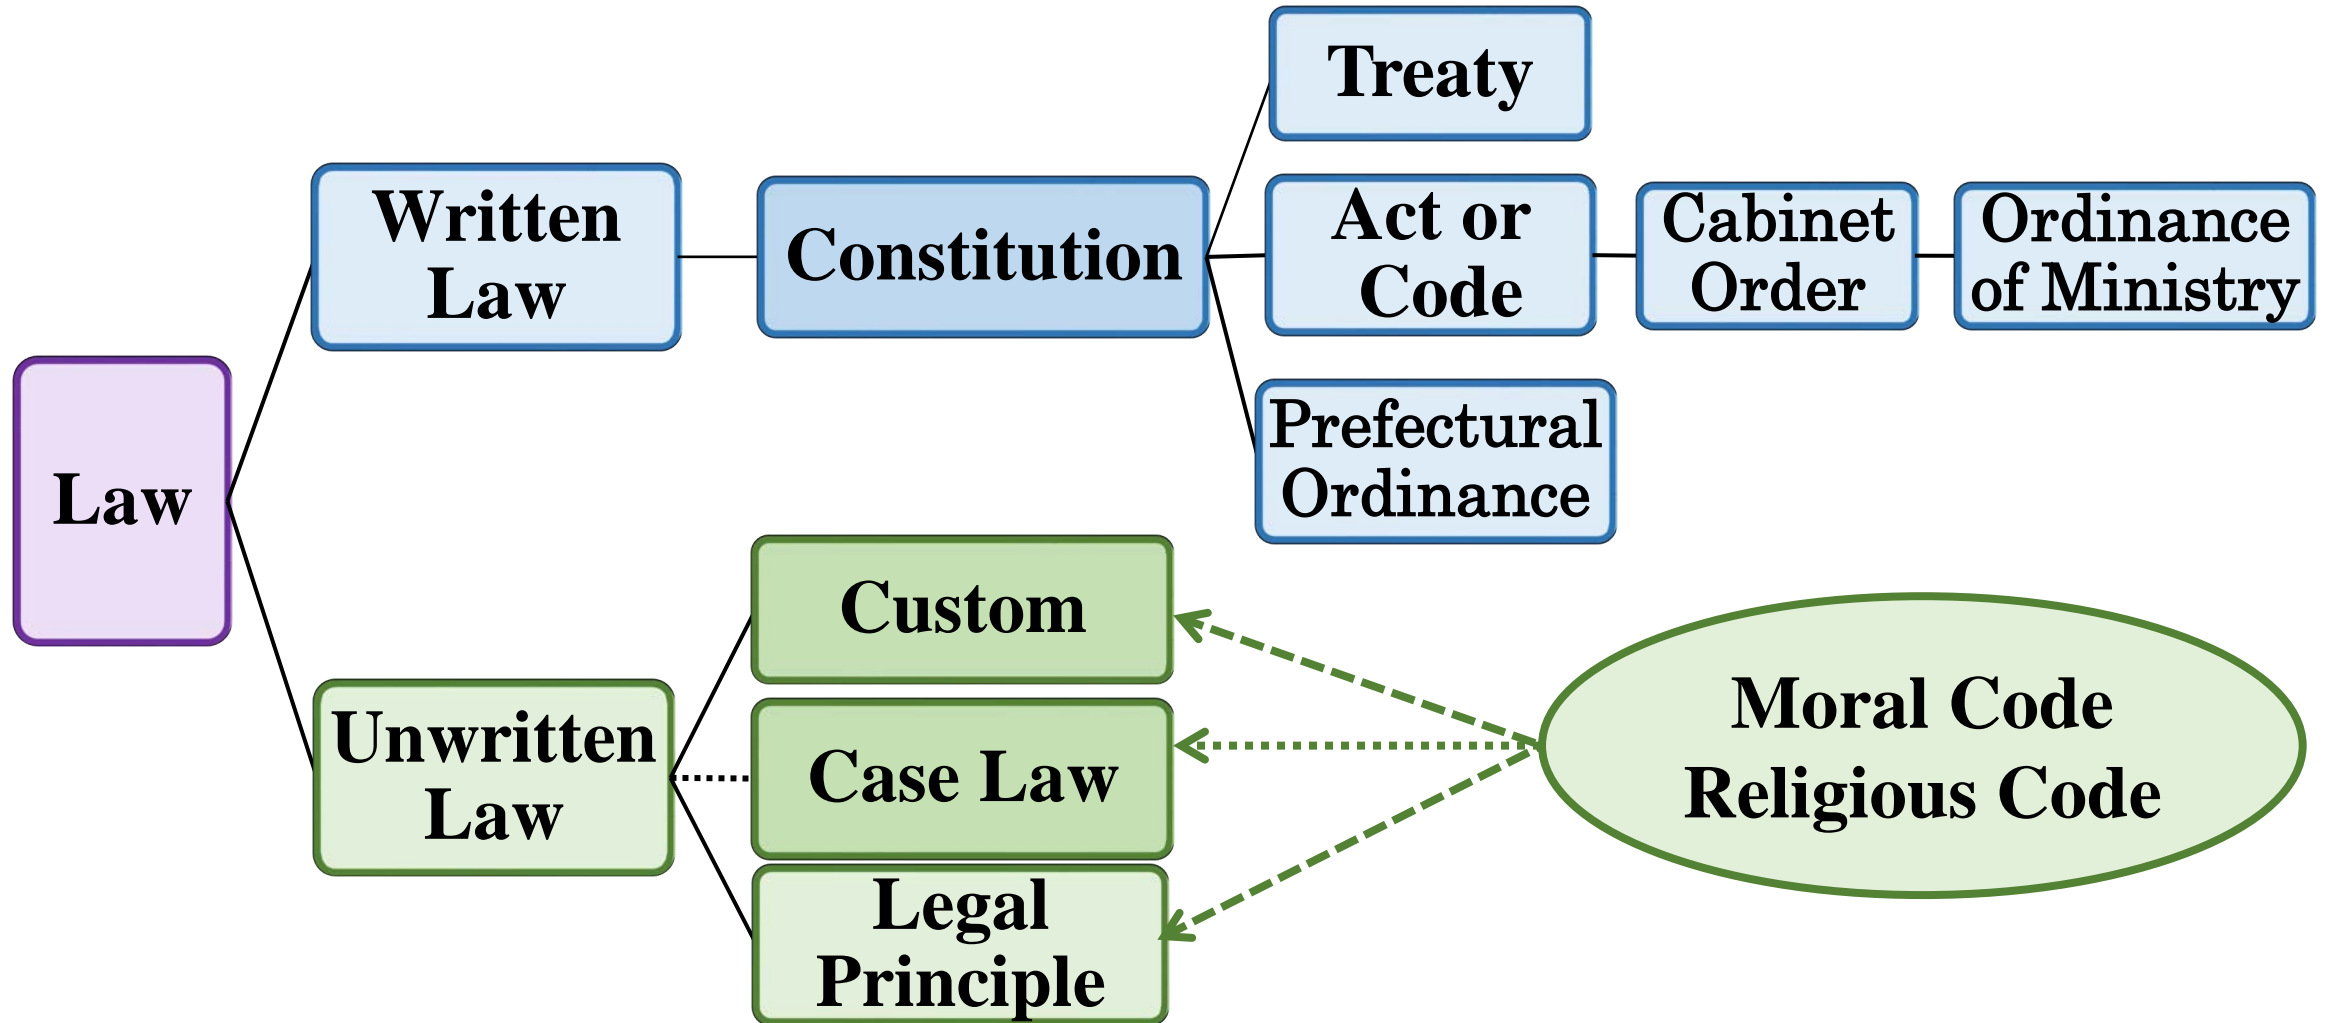 Law
Written
Law
Constitution
Treaty
Act or
Code
Cabinet
Order
Ordinance
of Ministry
Prefectural
Ordinance
Unwritten
Law
Custom
Case Law
Legal
Principle
Moral Code
Religious Code